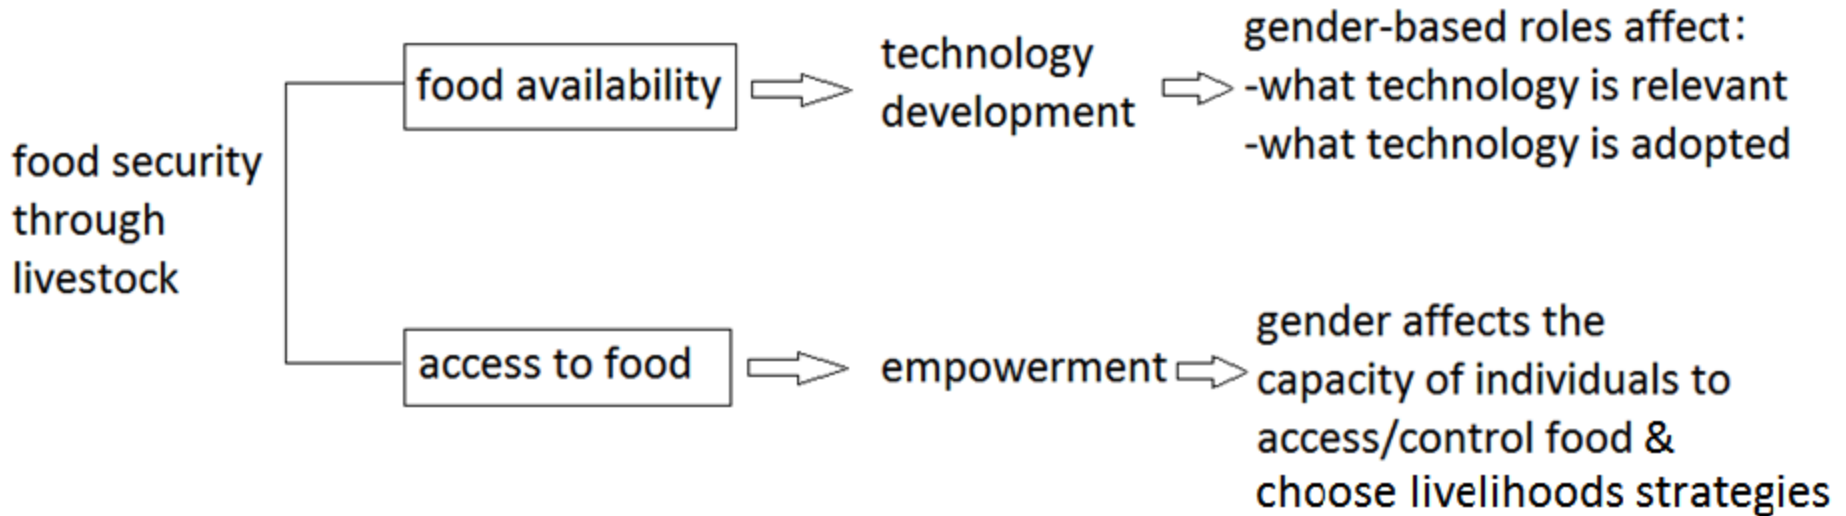 food security
through
livestock
food availability
technology
development
gender-based roles affect:
-what technology is relevant
-what technology is adopted
access to food
empowerment
gender affects the
capacity of individuals to
access/control food &
choose livelihoods strategies